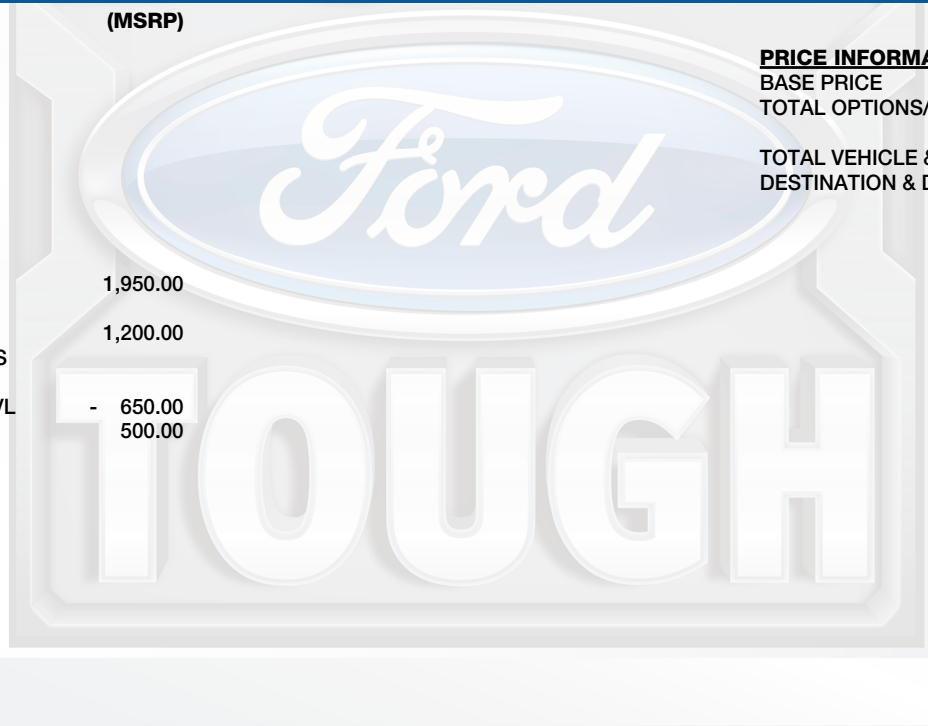 (MSRP)
1,950.00
1,200.00
S
VL - 650.00
500.00
PRICE INFORMA
BASE PRICE
TOTAL OPTIONS/
TOTAL VEHICLE &
DESTINATION & D
Ford
TOUGH